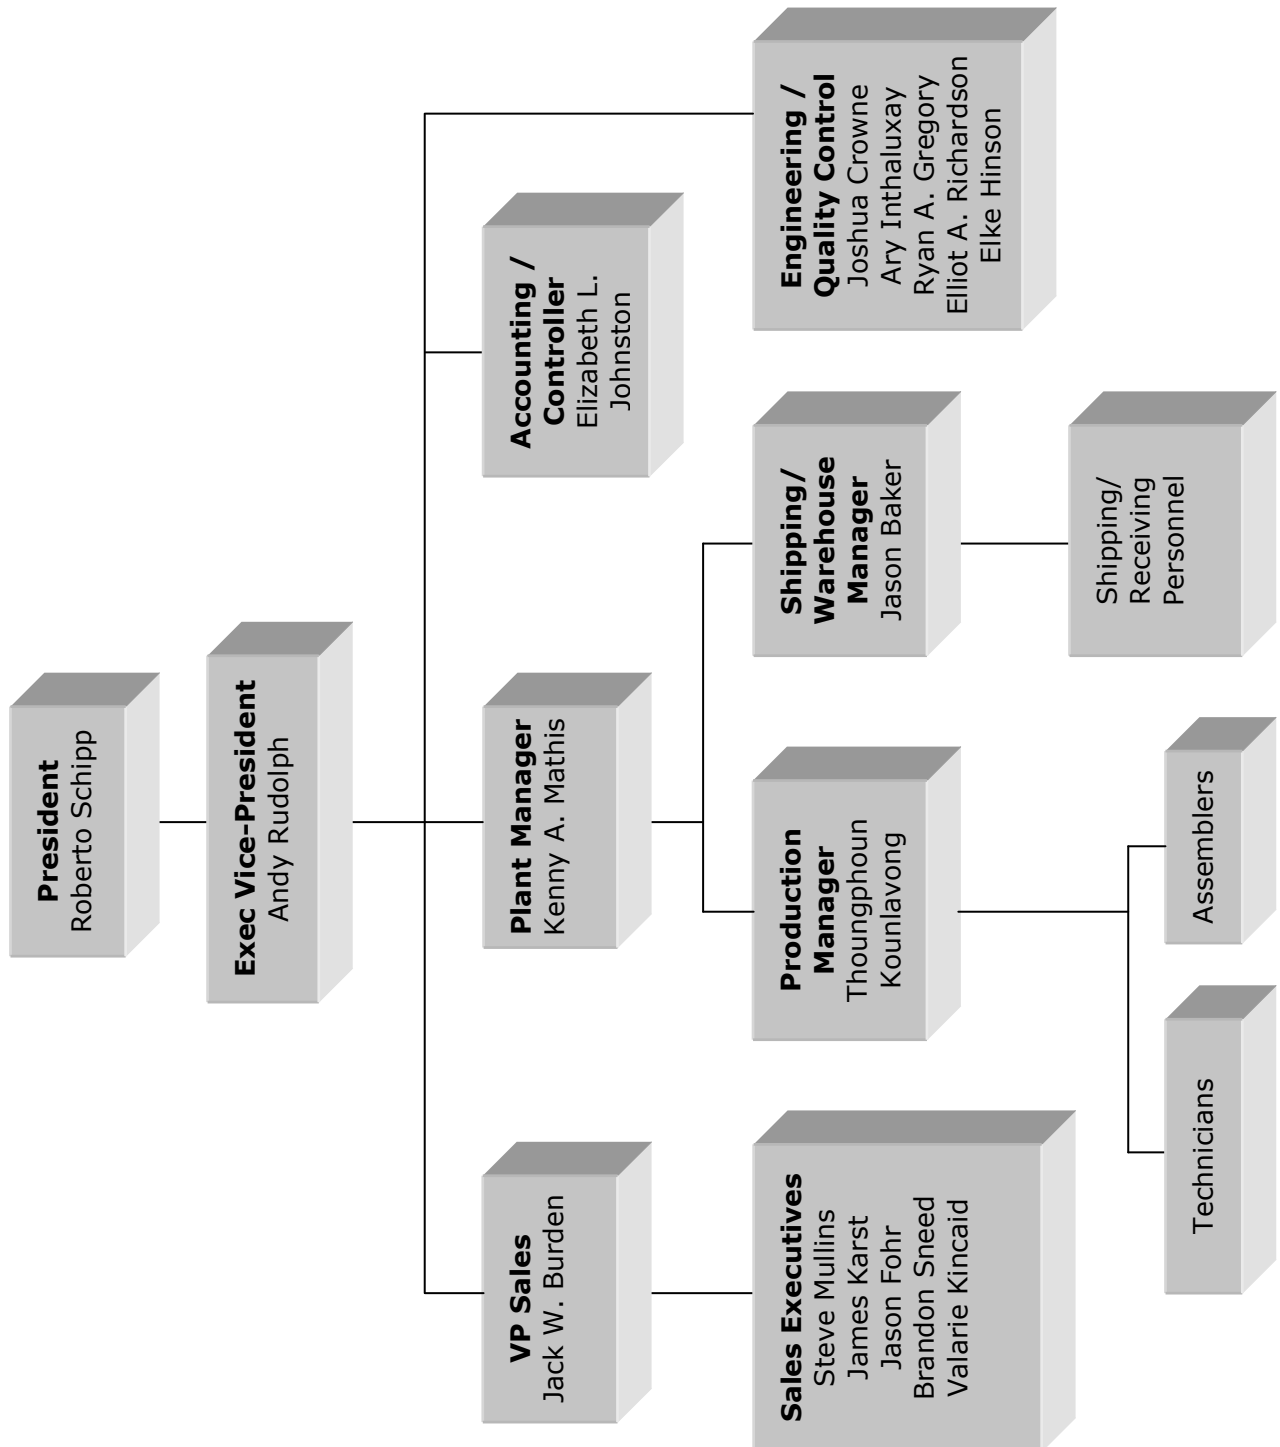 President
Roberto Schipp
Exec Vice-President
Andy Rudolph
VP Sales
Jack W. Burden
Plant Manager
Kenny A. Mathis
Accounting /
Controller
Elizabeth L.
Johnston
Sales Executives
Steve Mullins
James Karst
Jason Fohr
Brandon Sneed
Valarie Kincaid
Production
Manager
Thoungphoun
Kounlavong
Shipping/
Warehouse
Manager
Jason Baker
Engineering /
Quality Control
Joshua Crowne
Ary Inthaluxay
Ryan A. Gregory
Elliot A. Richardson
Elke Hinson
Technicians
Assemblers
Shipping/
Receiving
Personnel